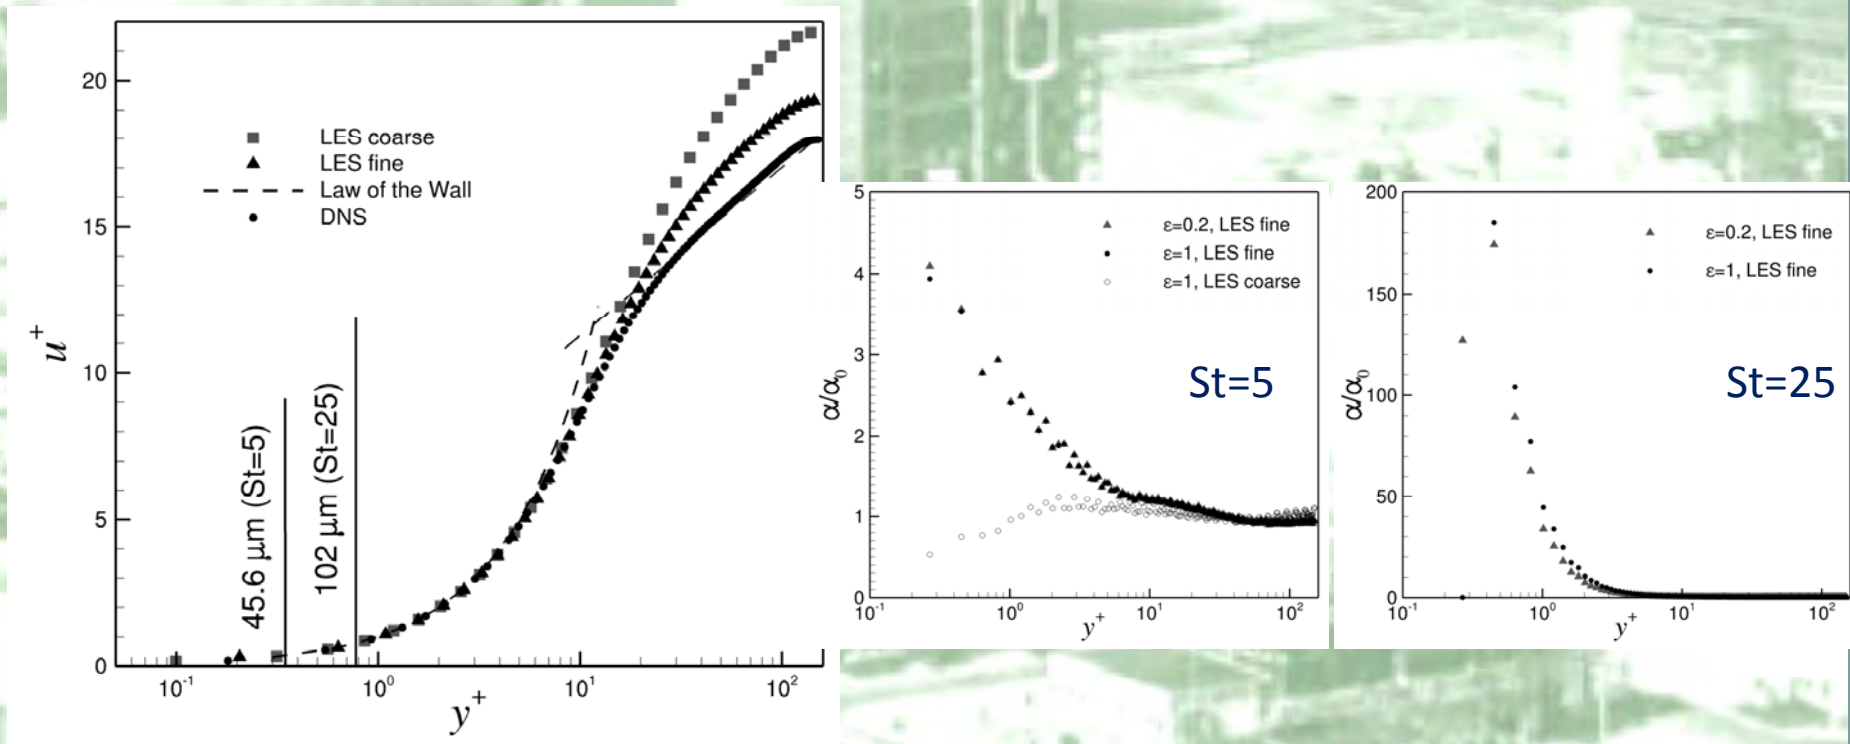 20
15
10
5
0
u⁺
LES coarse
LES fine
Law of the Wall
DNS
45.6 μm (St=5)
102 μm (St=25)
10⁻¹ 10⁰ 10¹ 10²
y⁺
5
4
3
2
1
0
α/α₀
ε=0.2, LES fine
ε=1, LES fine
ε=1, LES coarse
St=5
10⁻¹ 10⁰ 10¹ 10²
y⁺
200
150
100
50
0
α/α₀
ε=0.2, LES fine
ε=1, LES fine
St=25
10⁻¹ 10⁰ 10¹ 10²
y⁺